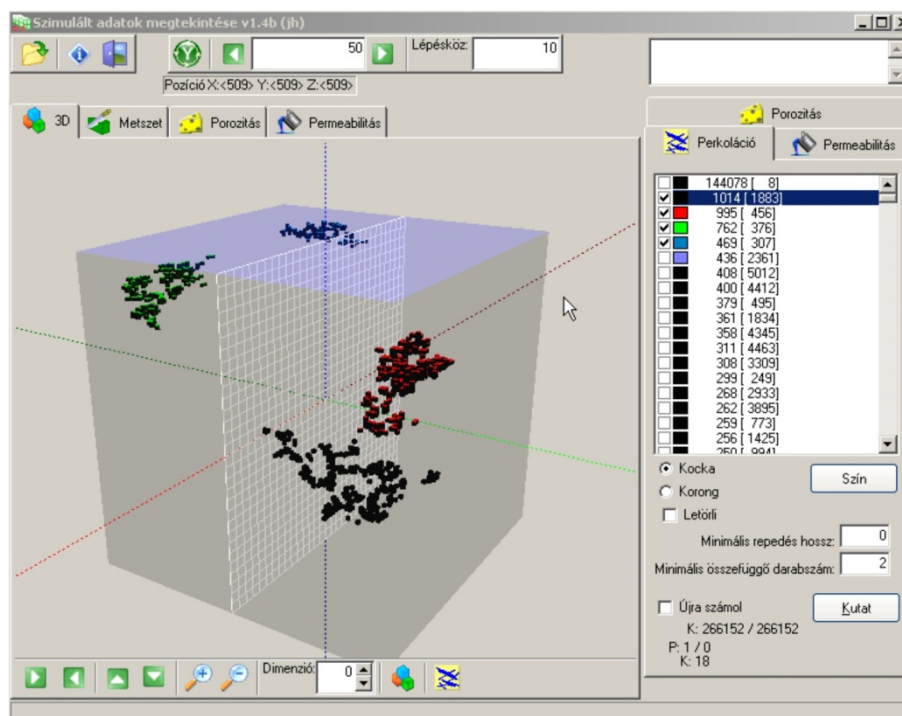 Szimulált adatok megtekintése v1.4b (jh)
50
Lépésköz:
10
Pozíció X:<509> Y:<509> Z:<509>
3D
Metszet
Porozitás
Permeabilitás
Porozitás
Perkoláció
Permeabilitás
144078 [ 8]
1014 [ 1883]
995 [ 456]
762 [ 376]
469 [ 307]
436 [ 2361]
408 [ 5012]
400 [ 4412]
379 [ 495]
361 [ 1834]
358 [ 4345]
311 [ 4463]
308 [ 3309]
299 [ 249]
268 [ 2933]
262 [ 3895]
259 [ 773]
256 [ 1425]
250 [ 994]
Kocka
Korong
Szín
Letörli
Minimális repedés hossz:
0
Minimális összefüggő darabszám:
2
Újra számol
Kutat
K: 266152 / 266152
P: 1 / 0
K: 18
Dimenzió:
0